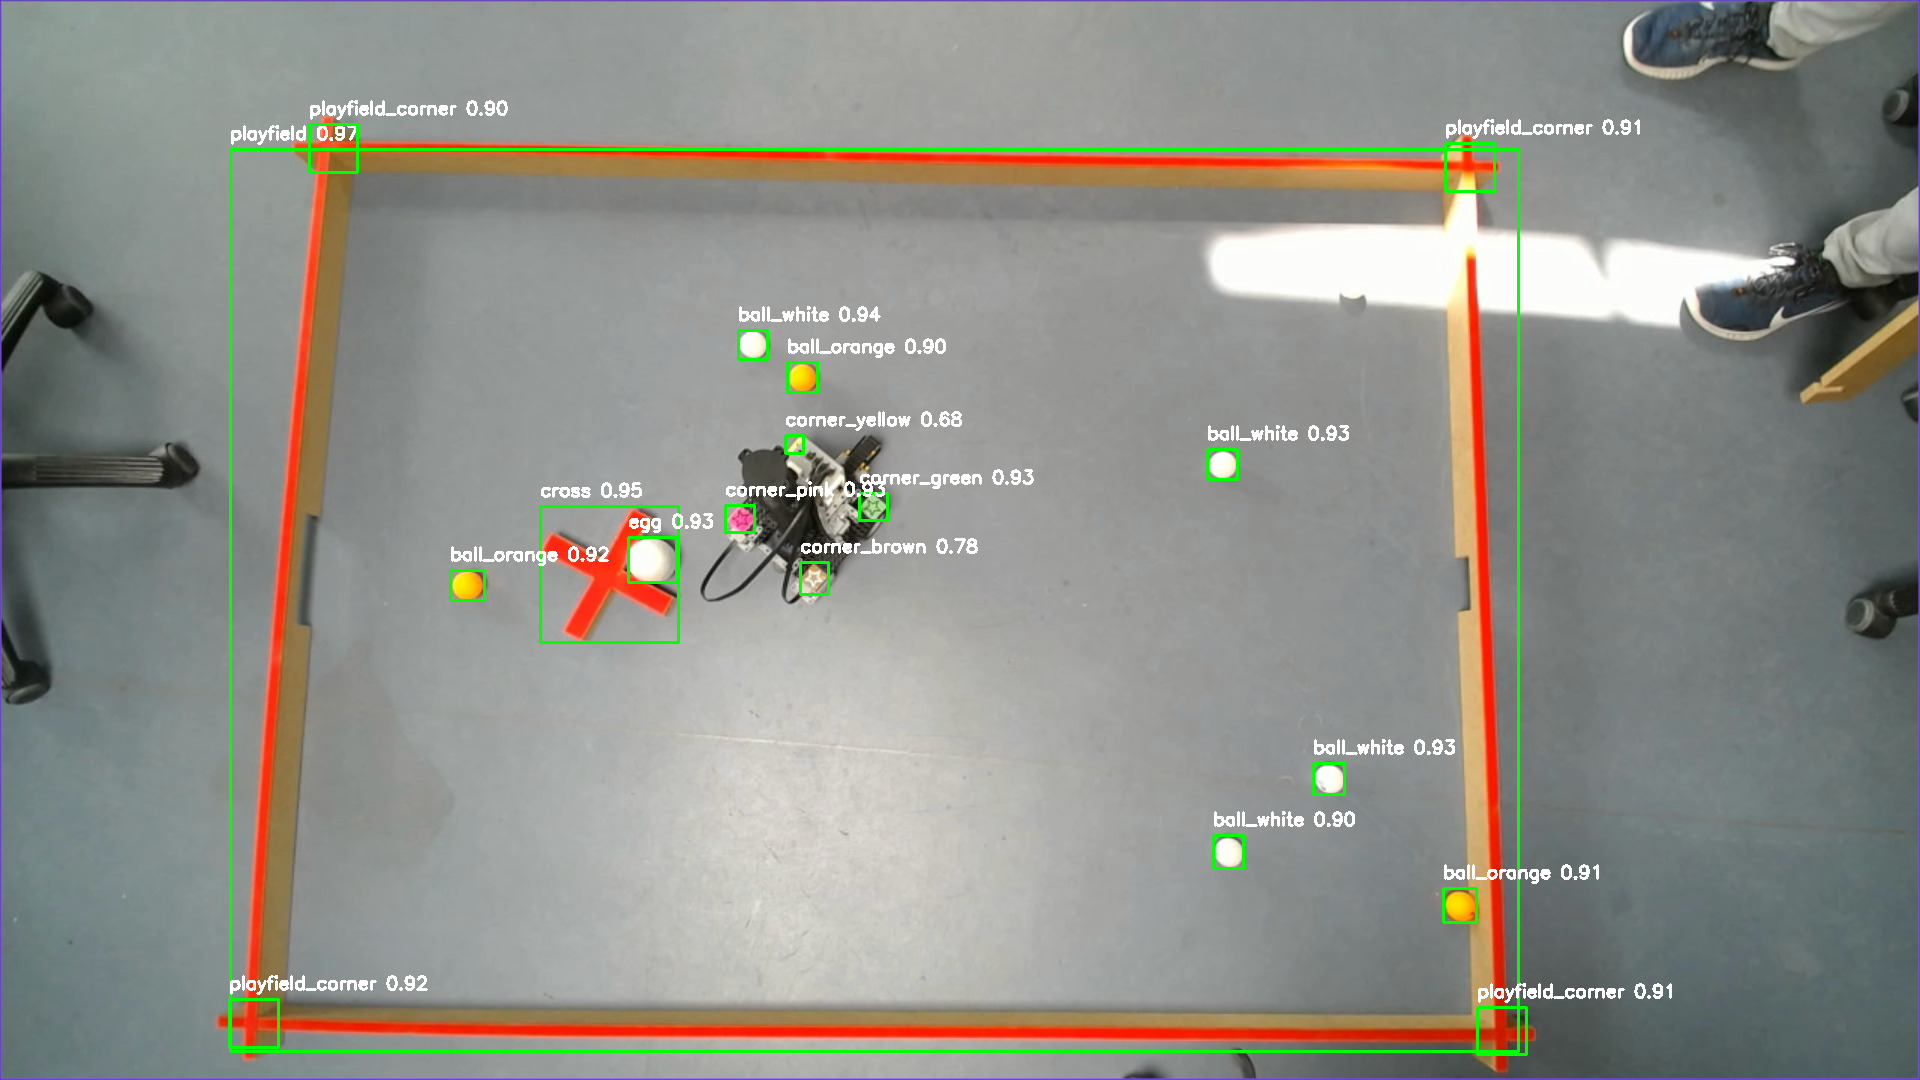 playfield_corner 0.90
playfield_corner 0.91
playfield 0.97
ball_white 0.94
ball_orange 0.90
corner_yellow 0.68
ball_white 0.93
corner_green 0.93
cross 0.95
corner_pink 0.93
egg 0.93
corner_brown 0.78
ball_orange 0.92
ball_white 0.93
ball_white 0.90
ball_orange 0.91
playfield_corner 0.92
playfield_corner 0.91